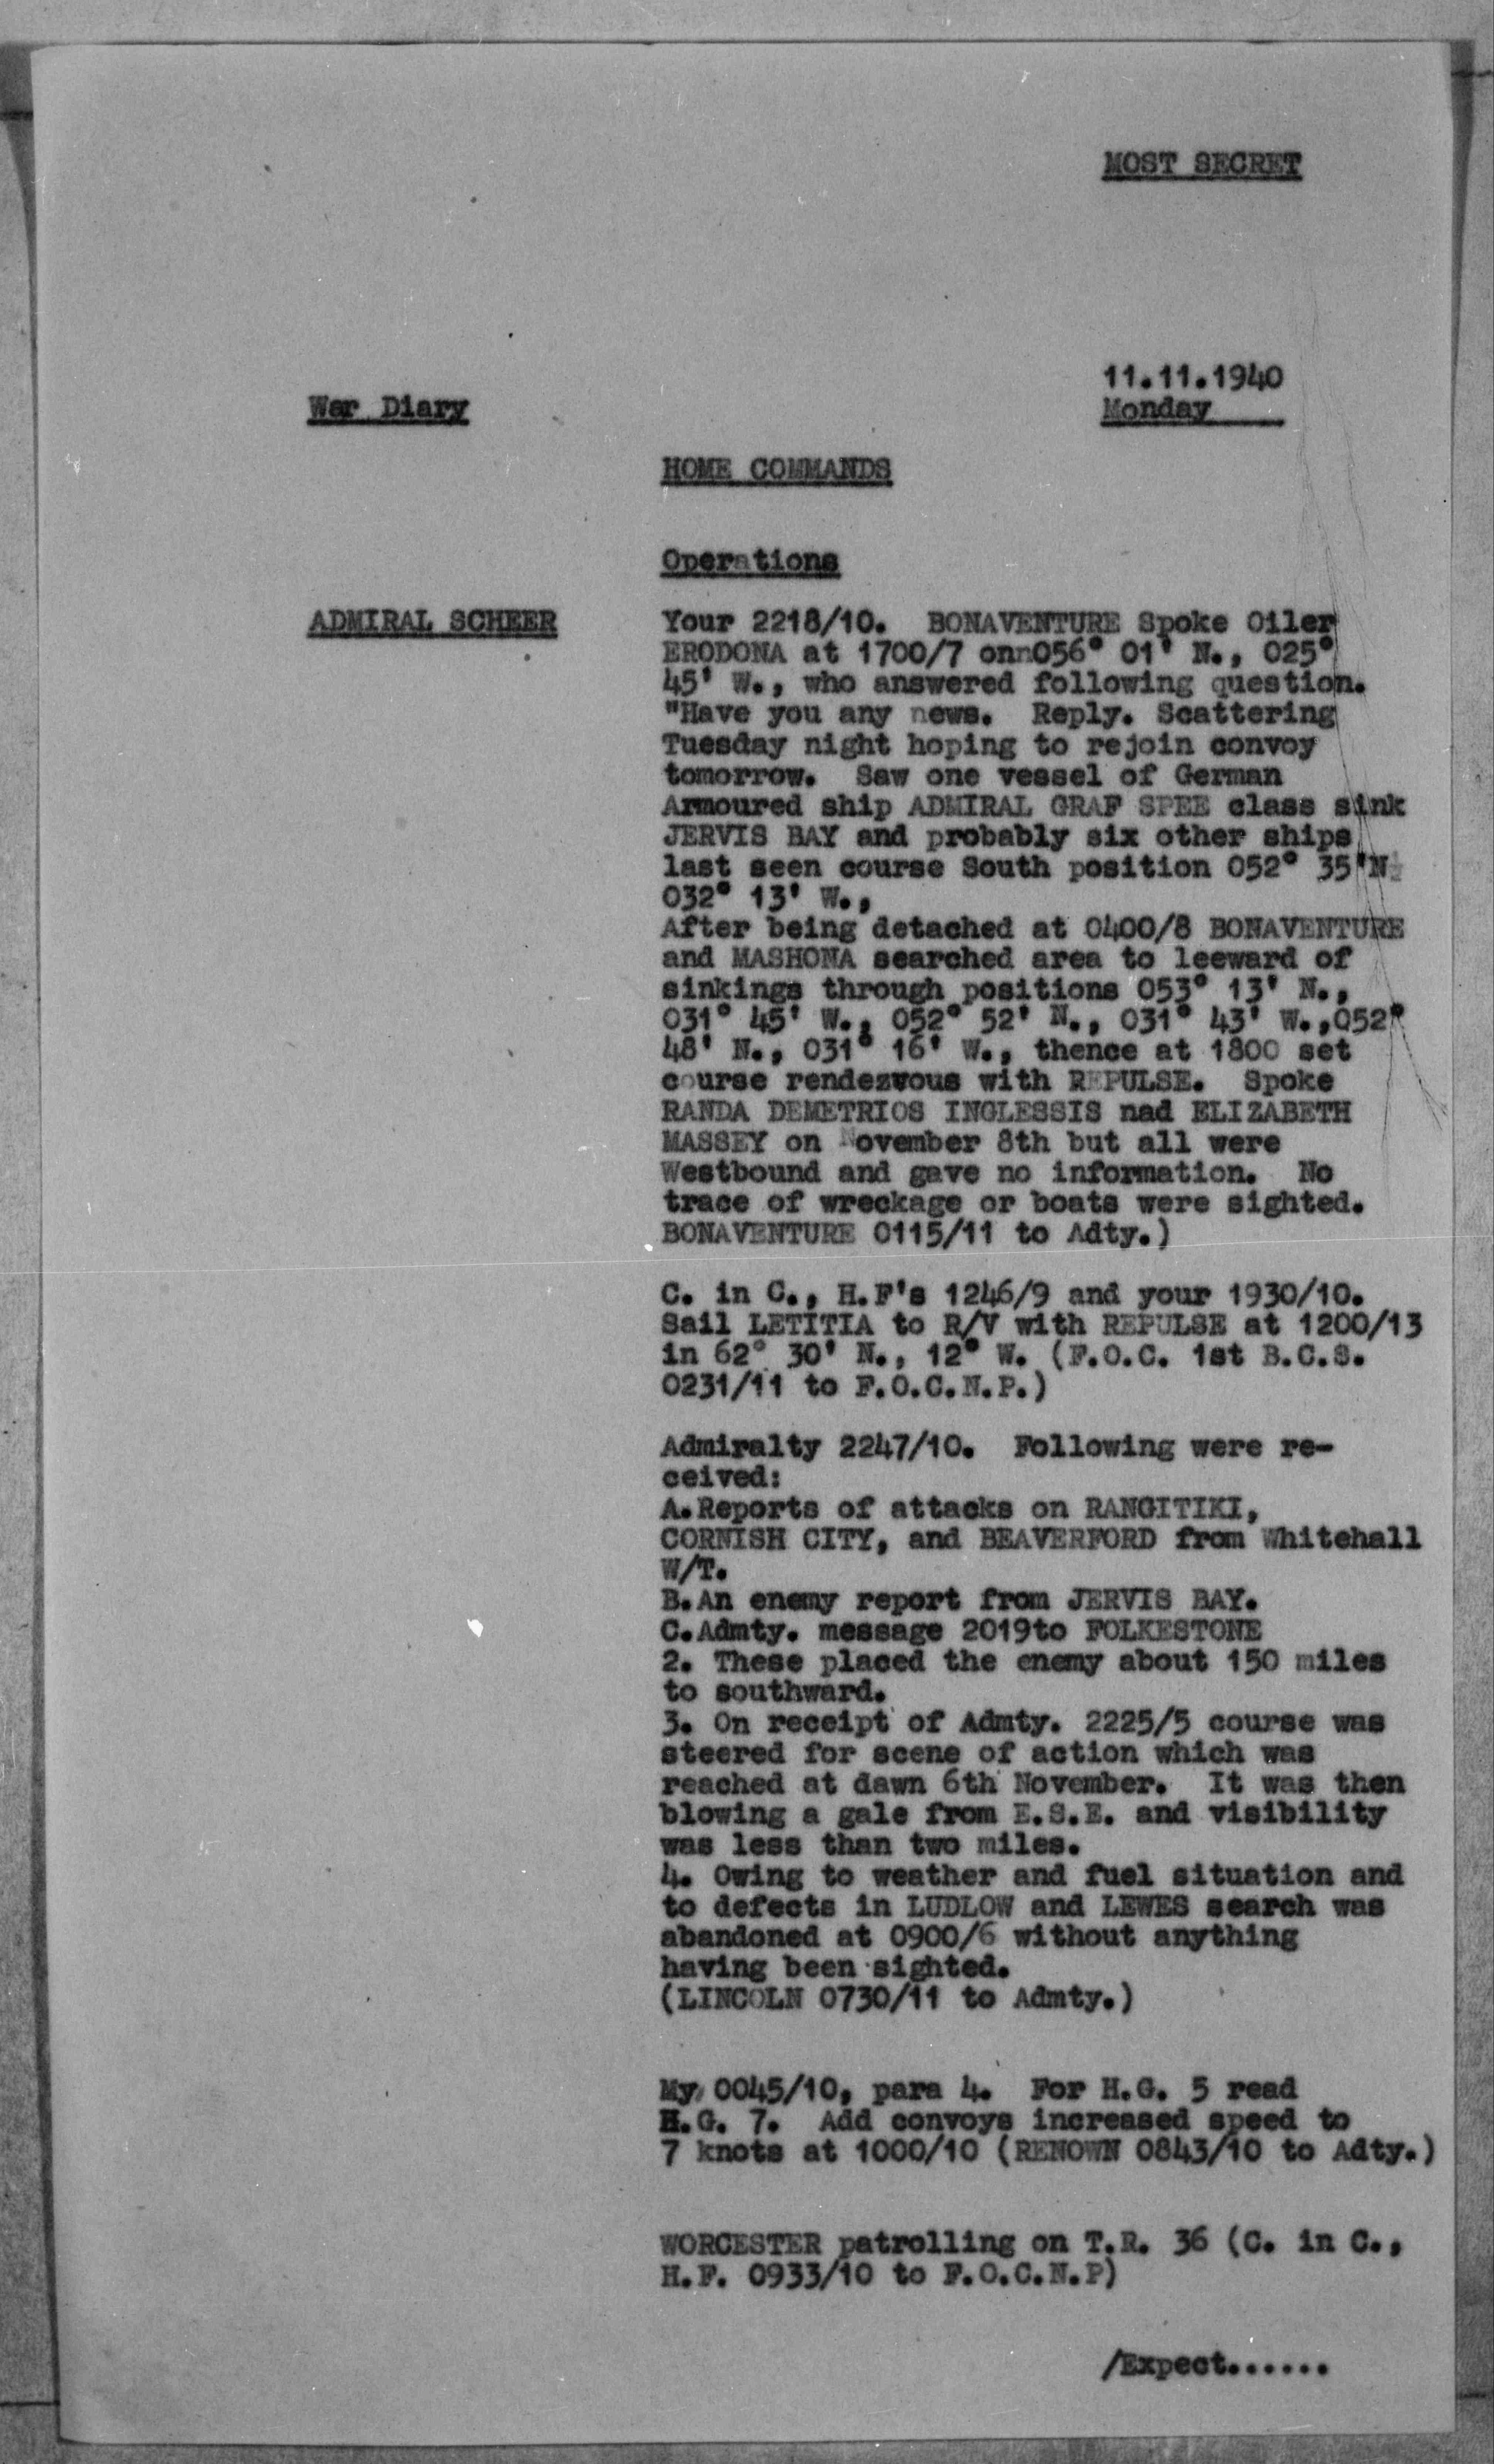 MOST SECRET
11.11.1940
War Diary
Monday
HOME COMMANDS
Operations
ADMIRAL SCHEER
Your 2218/10. BONAVENTURE Spoke Oiler
ERODONA at 1700/7 onn056° 01' N., 025°
45' W., who answered following question.
"Have you any news. Reply. Scattering
Tuesday night hoping to rejoin convoy
tomorrow. Saw one vessel of German
Armoured ship ADMIRAL GRAF SPEE class sink
JERVIS BAY and probably six other ships
last seen course South position 052° 35'N
032° 13' W.,
After being detached at 0400/8 BONAVENTURE
and MASHONA searched area to leeward of
sinkings through positions 053° 13' N.,
031° 45' W., 052° 52' N., 031° 43' W.,052°
48' N., 031° 16' W., thence at 1800 set
course rendezvous with REPULSE. Spoke
RANDA DEMETRIOS INGLESSIS nad ELIZABETH
MASSEY on November 8th but all were
Westbound and gave no information. No
trace of wreckage or boats were sighted.
BONAVENTURE 0115/11 to Adty.)
C. in C., H.F's 1246/9 and your 1930/10.
Sail LETITIA to R/V with REPULSE at 1200/13
in 62° 30' N., 12° W. (F.O.C. 1st B.C.S.
0231/11 to F.O.C.N.P.)
Admiralty 2247/10. Following were re-
ceived:
A.Reports of attacks on RANGITIKI,
CORNISH CITY, and BEAVERFORD from Whitehall
W/T.
B.An enemy report from JERVIS BAY.
C.Admty. message 2019to FOLKESTONE
2. These placed the enemy about 150 miles
to southward.
3. On receipt of Admty. 2225/5 course was
steered for scene of action which was
reached at dawn 6th November. It was then
blowing a gale from E.S.E. and visibility
was less than two miles.
4. Owing to weather and fuel situation and
to defects in LUDLOW and LEWES search was
abandoned at 0900/6 without anything
having been sighted.
(LINCOLN 0730/11 to Admty.)
My 0045/10, para 4. For H.G. 5 read
H.G. 7. Add convoys increased speed to
7 knots at 1000/10 (RENOWN 0843/10 to Adty.)
WORCESTER patrolling on T.R. 36 (C. in C.,
H.F. 0933/10 to F.O.C.N.P)
/Expect......